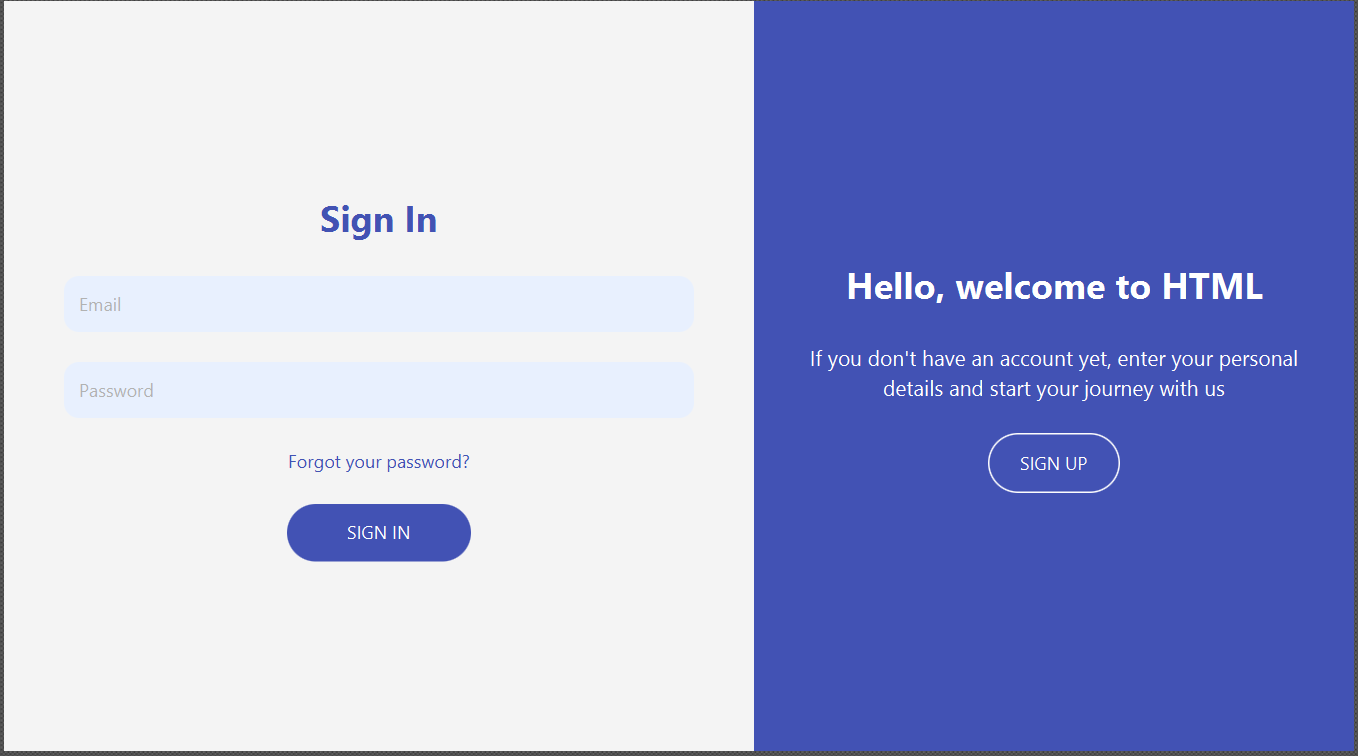 Sign In
Email
Password
Forgot your password?
SIGN IN
Hello, welcome to HTML
If you don't have an account yet, enter your personal
details and start your journey with us
SIGN UP